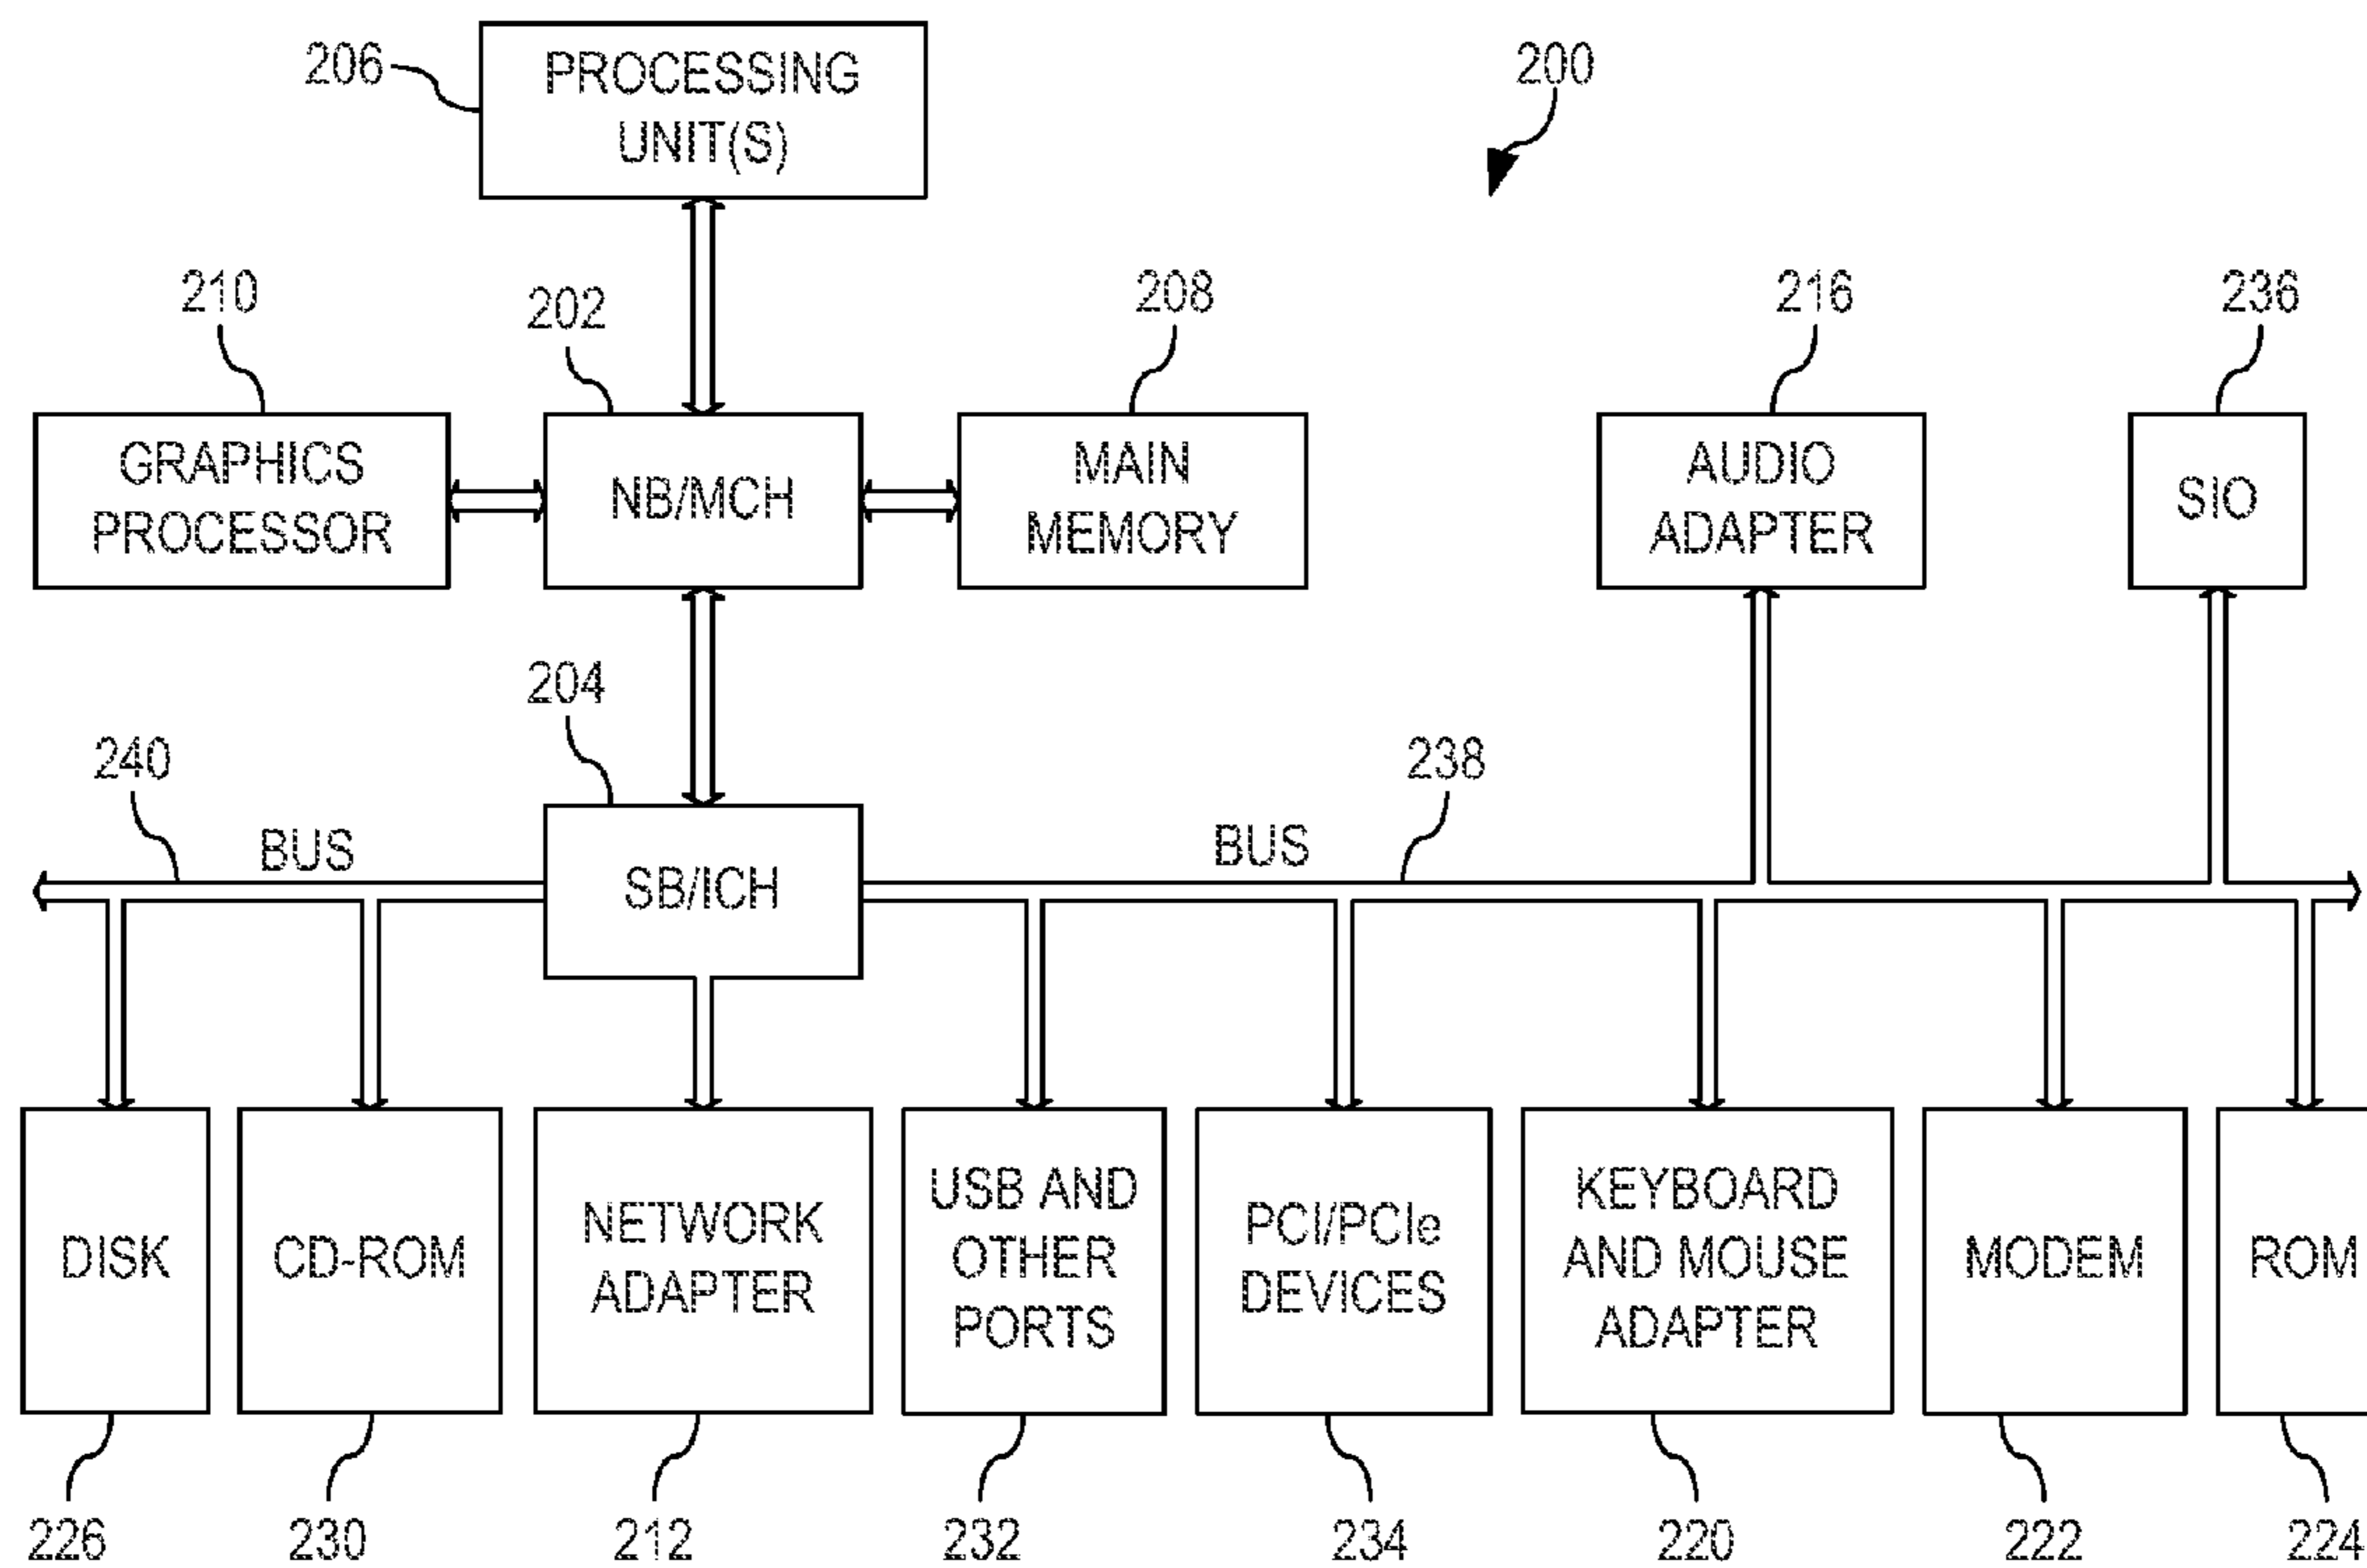 206
PROCESSING
UNIT(S)
200
210
202
208
216
236
GRAPHICS
PROCESSOR
NB/MCH
MAIN
MEMORY
AUDIO
ADAPTER
SIO
204
240
238
BUS
BUS
SB/ICH
DISK
CD-ROM
NETWORK
ADAPTER
USB AND
OTHER
PORTS
PCI/PCIe
DEVICES
KEYBOARD
AND MOUSE
ADAPTER
MODEM
ROM
226
230
212
232
234
220
222
224